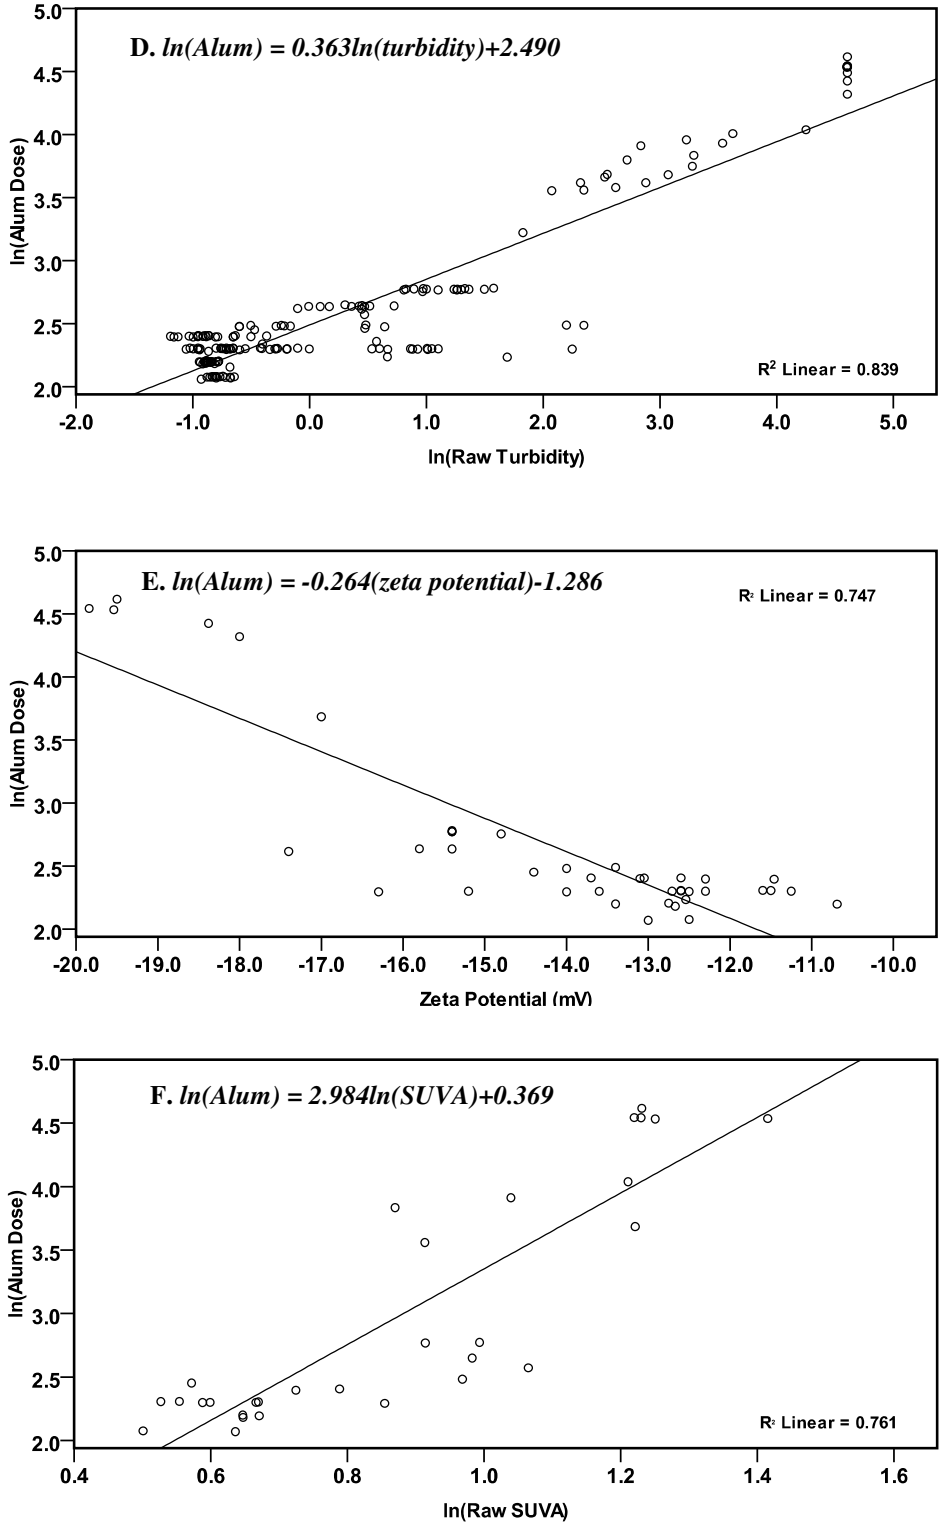 5.0
D. ln(Alum) = 0.363ln(turbidity)+2.490
4.5
4.0
3.5
3.0
2.5
2.0
ln(Alum Dose)
R² Linear = 0.839
-2.0 -1.0 0.0 1.0 2.0 3.0 4.0 5.0
ln(Raw Turbidity)
5.0
E. ln(Alum) = -0.264(zeta potential)-1.286
R² Linear = 0.747
4.5
4.0
3.5
3.0
2.5
2.0
ln(Alum Dose)
-20.0 -19.0 -18.0 -17.0 -16.0 -15.0 -14.0 -13.0 -12.0 -11.0 -10.0
Zeta Potential (mV)
5.0
F. ln(Alum) = 2.984ln(SUVA)+0.369
4.5
4.0
3.5
3.0
2.5
2.0
ln(Alum Dose)
R² Linear = 0.761
0.4 0.6 0.8 1.0 1.2 1.4 1.6
ln(Raw SUVA)